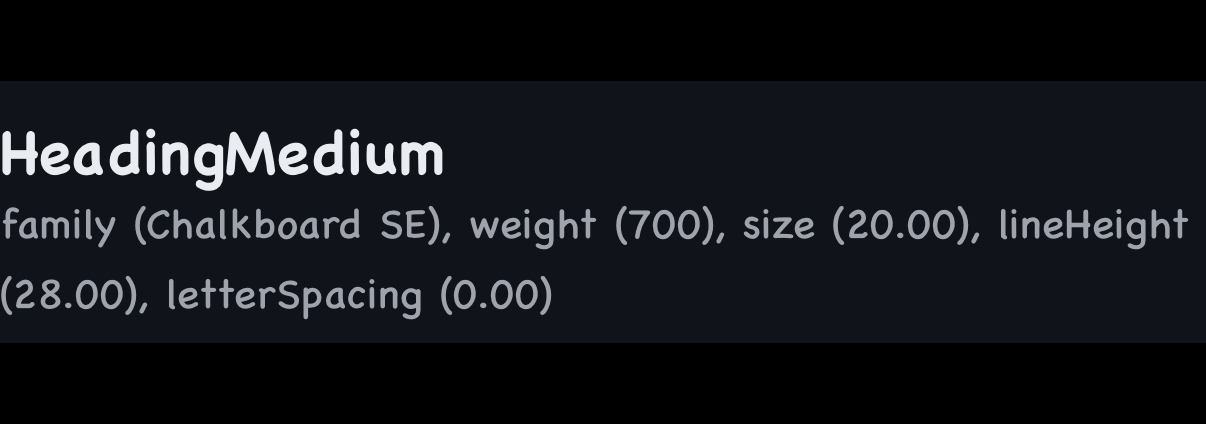 HeadingMedium
family (Chalkboard SE), weight (700), size (20.00), lineHeight
(28.00), letterSpacing (0.00)